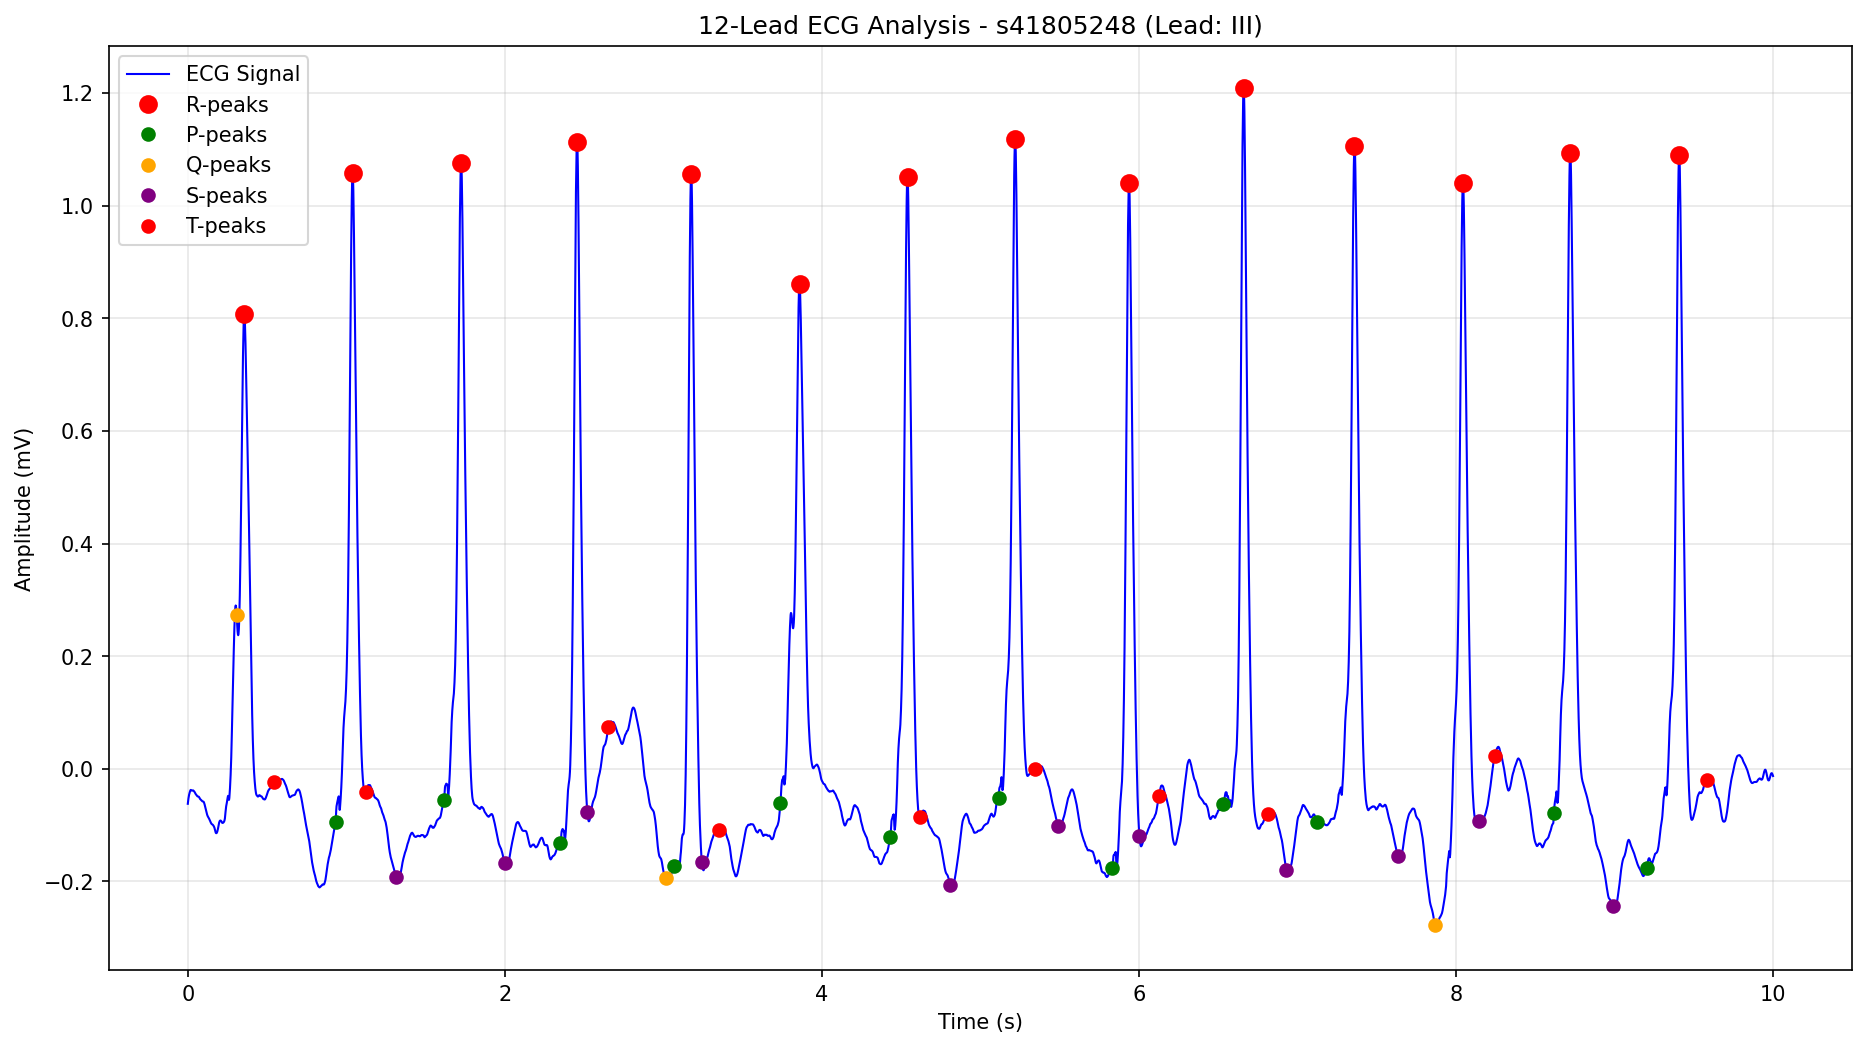 12-Lead ECG Analysis - s41805248 (Lead: III)
ECG Signal
R-peaks
P-peaks
Q-peaks
S-peaks
T-peaks
Amplitude (mV)
1.2
1.0
0.8
0.6
0.4
0.2
0.0
−0.2
0 2 4 6 8 10
Time (s)